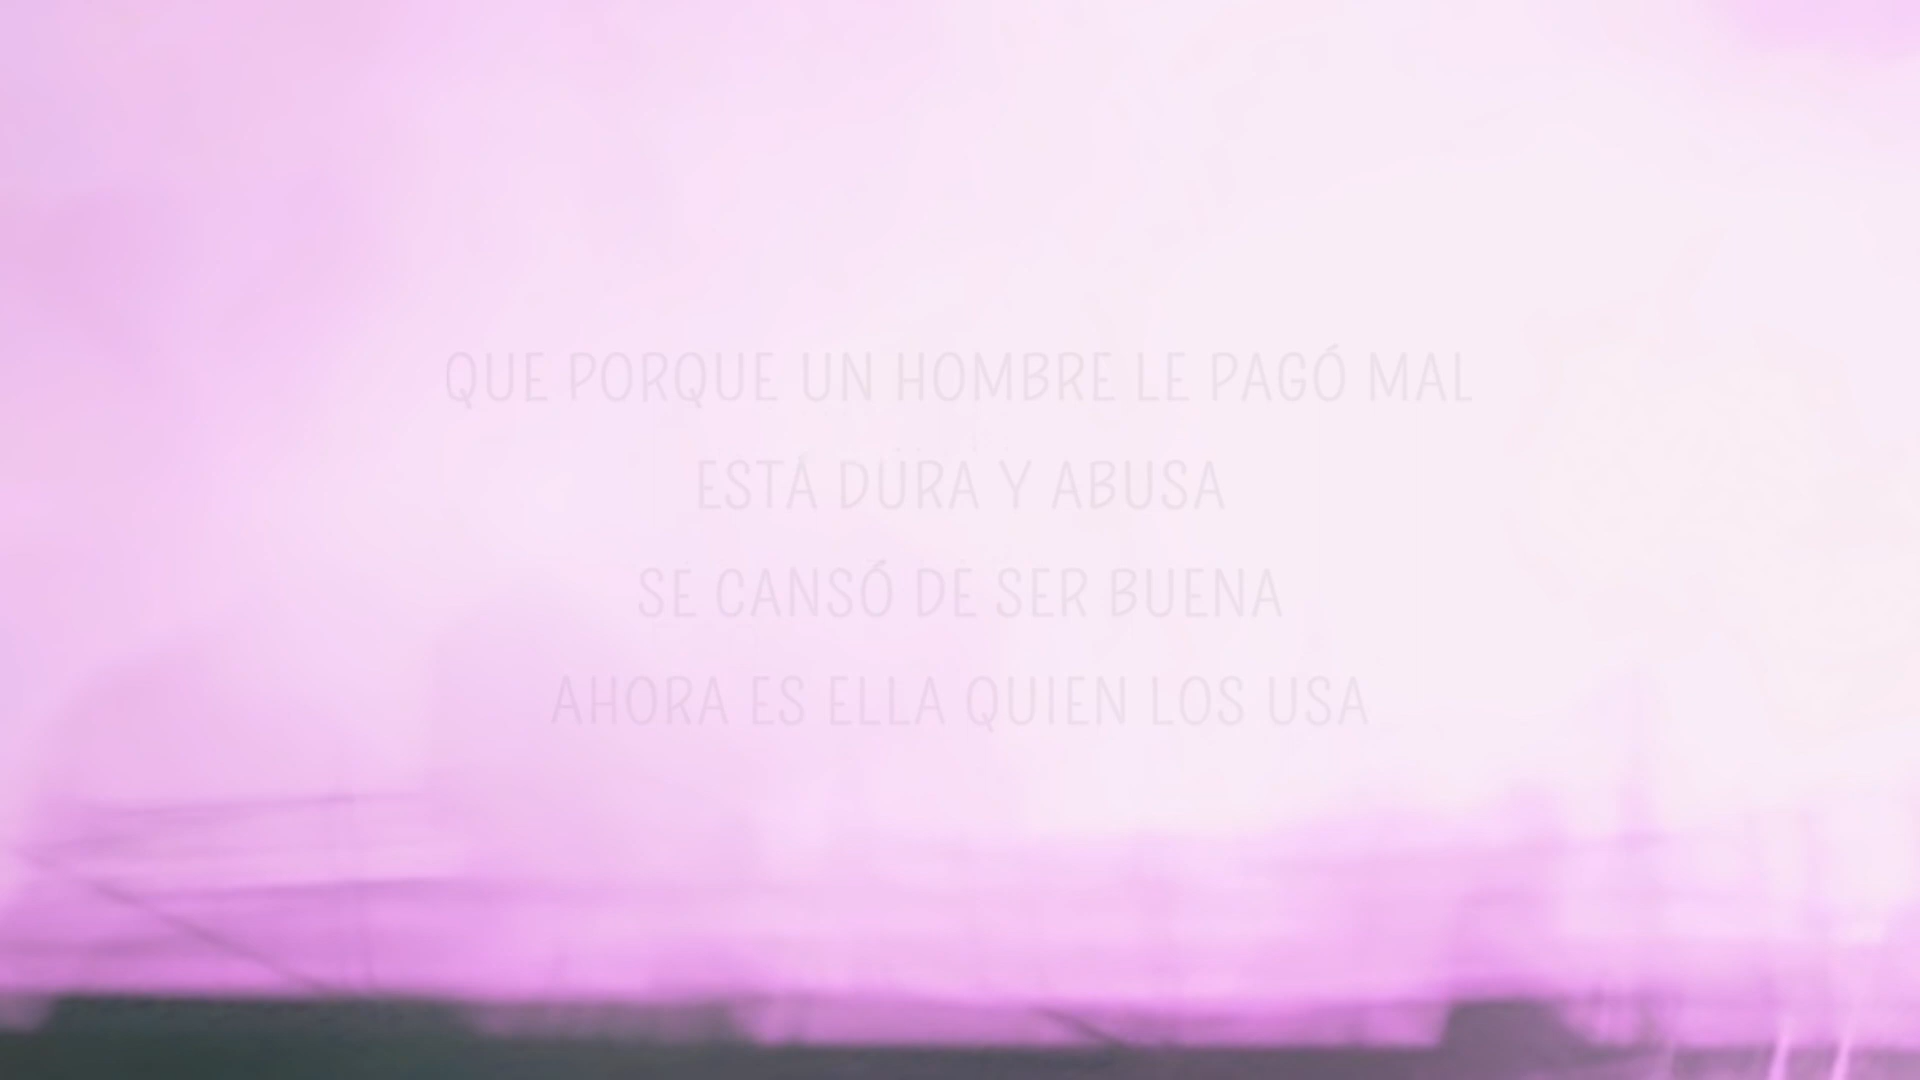 QUE PORQUE UN HOMBRE LE PAGÓ MAL
ESTÁ DURA Y ABUSA
SE CANSÓ DE SER BUENA
AHORA ES ELLA QUIEN LOS USA